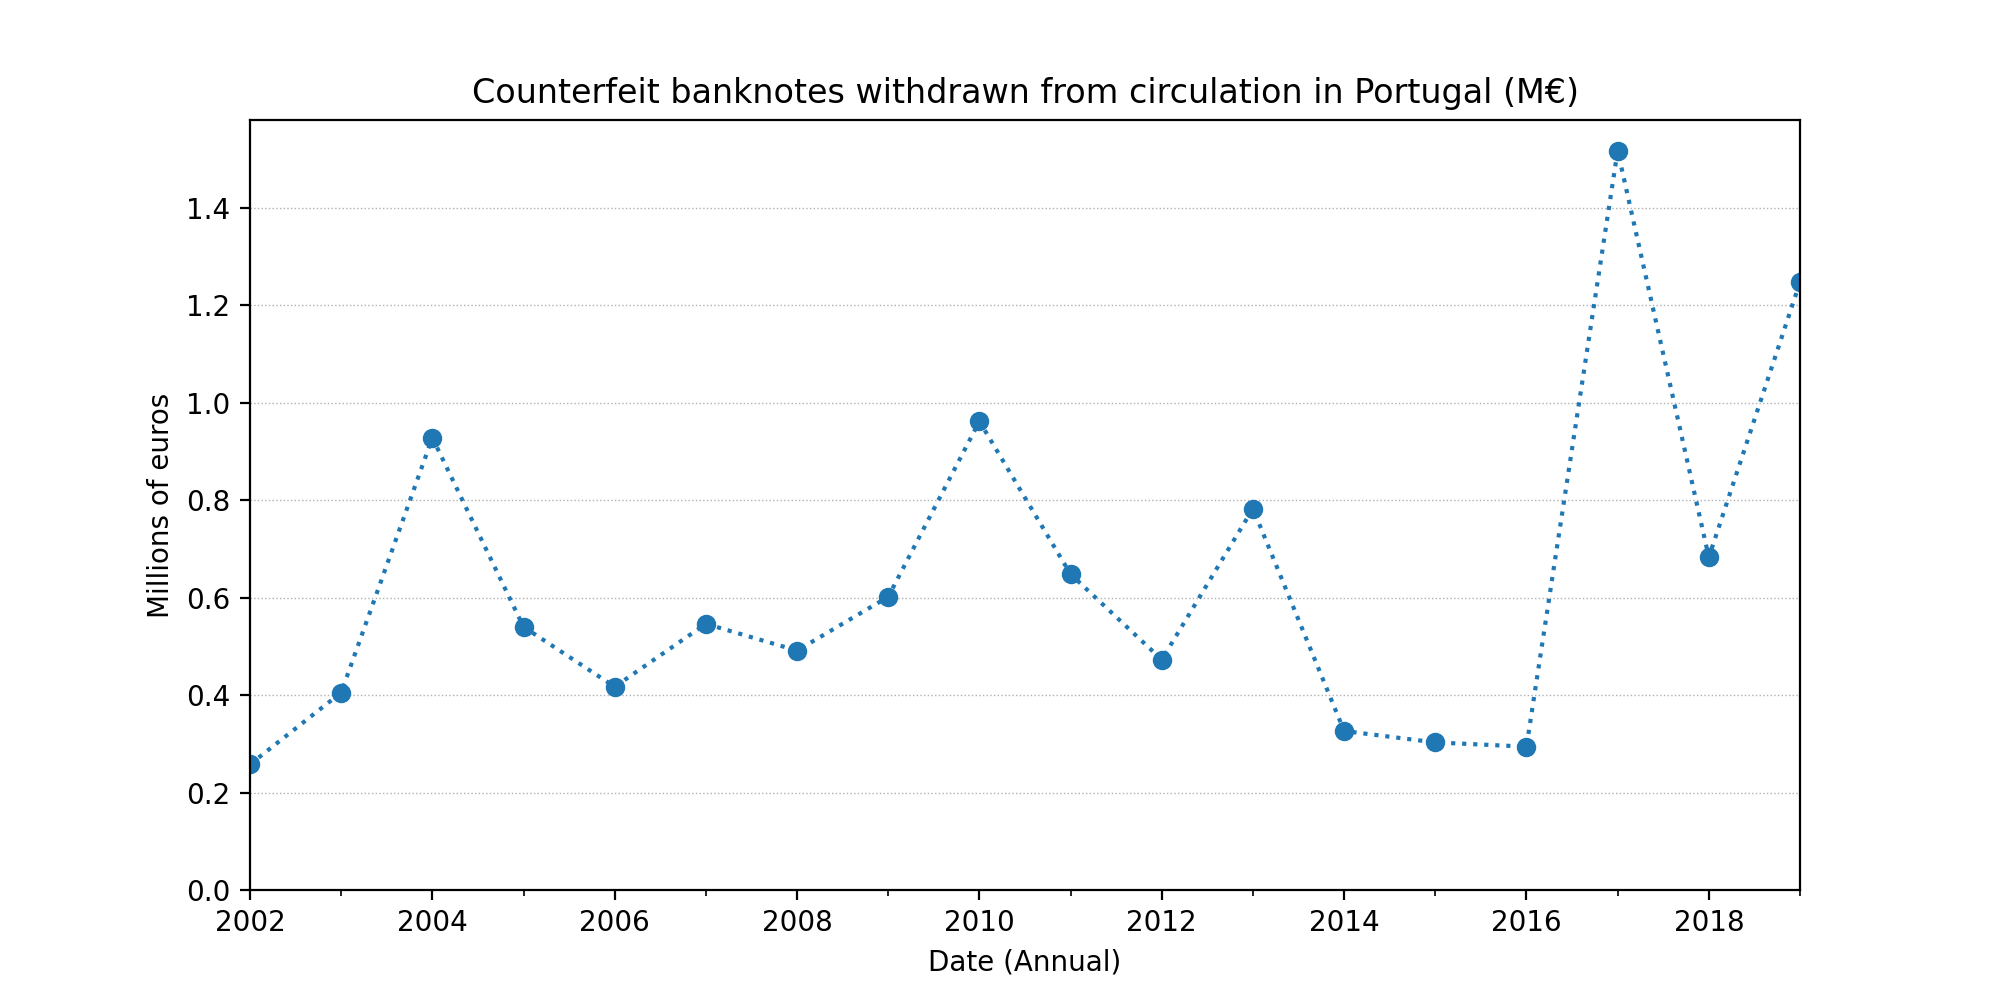 Counterfeit banknotes withdrawn from circulation in Portugal (M€)
Millions of euros
1.4
1.2
1.0
0.8
0.6
0.4
0.2
0.0
2002 2004 2006 2008 2010 2012 2014 2016 2018
Date (Annual)